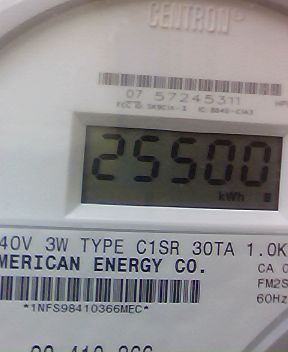 CENTRON®
07 57245311
25500
kWh
40V 3W TYPE C1SR 30TA 1.0K
MERICAN ENERGY CO.
CA 0
FM2S
60Hz
*1NFS98410366MEC*